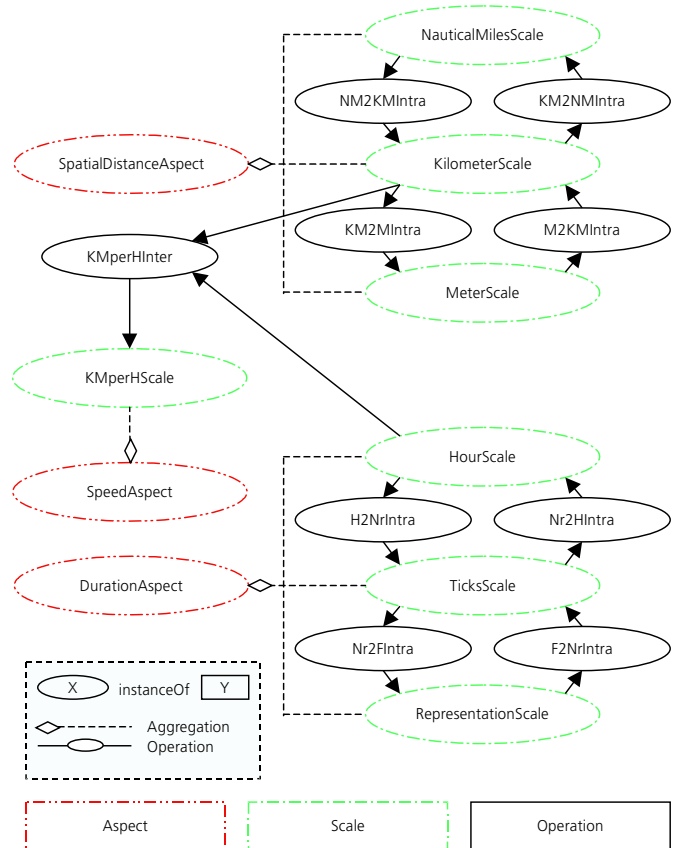 NauticalMilesScale
NM2KMIntra
KM2NMIntra
SpatialDistanceAspect
KilometerScale
KM2MIntra
M2KMIntra
KMperHInter
MeterScale
KMperHScale
HourScale
SpeedAspect
H2NrIntra
Nr2HIntra
DurationAspect
TicksScale
Nr2FIntra
F2NrIntra
X instanceOf Y
RepresentationScale
Aggregation
Operation
Aspect
Scale
Operation